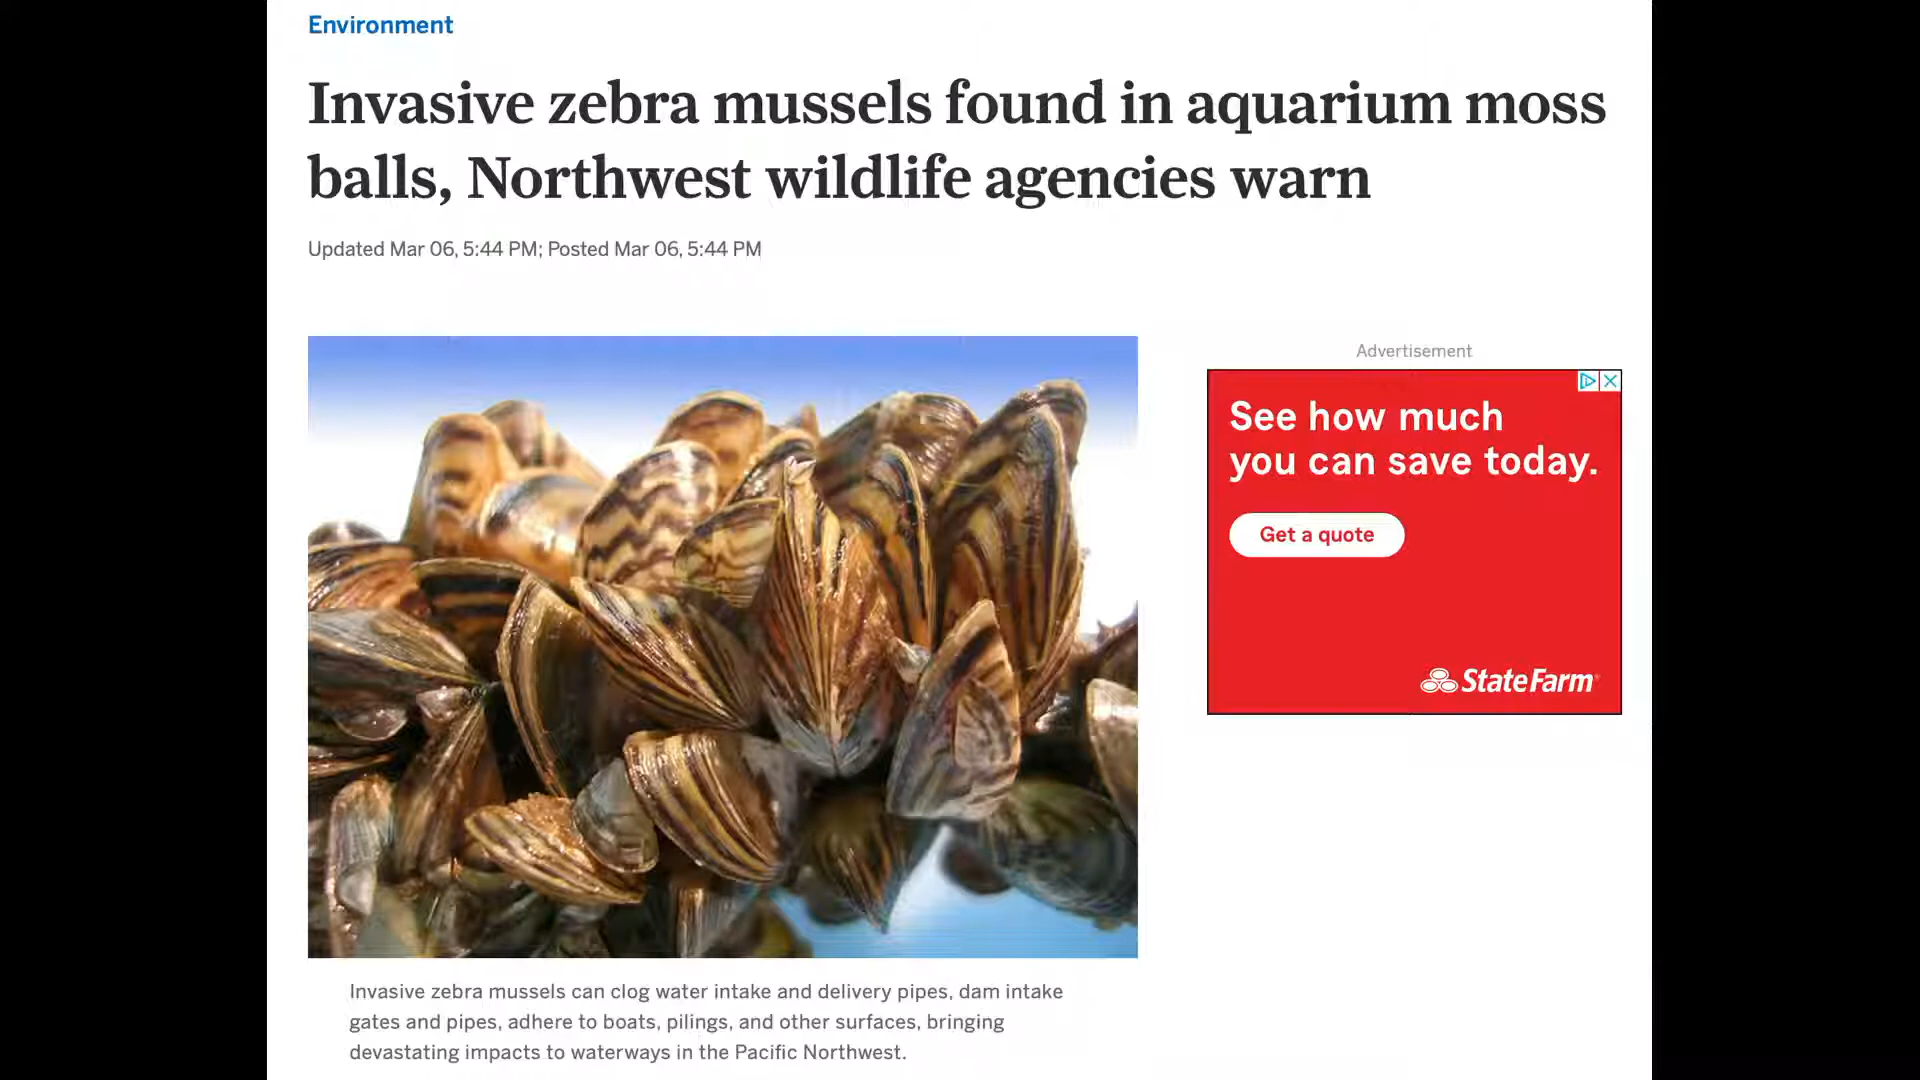 Environment
Invasive zebra mussels found in aquarium moss
balls, Northwest wildlife agencies warn
Updated Mar 06, 5:44 PM; Posted Mar 06, 5:44 PM
Advertisement
See how much
you can save today.
Get a quote
StateFarm
Invasive zebra mussels can clog water intake and delivery pipes, dam intake
gates and pipes, adhere to boats, pilings, and other surfaces, bringing
devastating impacts to waterways in the Pacific Northwest.